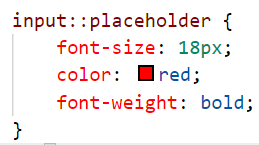 input::placeholder {
    font-size: 18px;
    color: red;
    font-weight: bold;
}